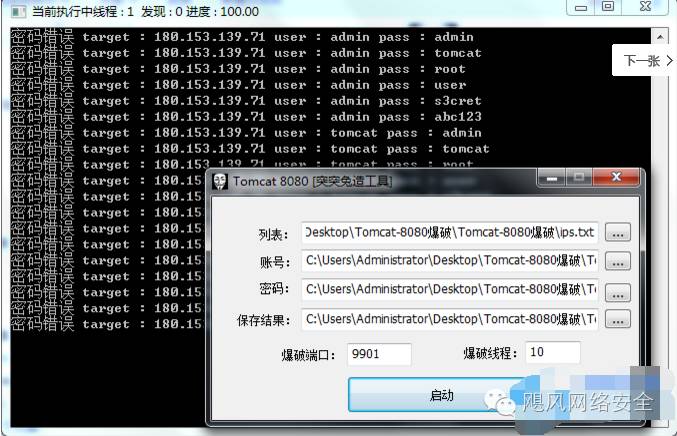 当前执行中线程 : 1 发现 : 0 进度 : 100.00
密码错误 target : 180.153.139.71 user : admin pass : admin
密码错误 target : 180.153.139.71 user : admin pass : tomcat
密码错误 target : 180.153.139.71 user : admin pass : root
密码错误 target : 180.153.139.71 user : admin pass : user
密码错误 target : 180.153.139.71 user : admin pass : s3cret
密码错误 target : 180.153.139.71 user : admin pass : abc123
密码错误 target : 180.153.139.71 user : tomcat pass : admin
密码错误 target : 180.153.139.71 user : tomcat pass : tomcat
密码错误 target : 180.153.139.71 user : tomcat pass : root
密码错误 target : 180.15
密码错误 target : 180.15
密码错误 target : 180.15
密码错误 target : 180.15
密码错误 target : 180.15
密码错误 target : 180.15
密码错误 target : 180.15
密码错误 target : 180.15
密码错误 target : 180.15
密码错误 target : 180.15
下一张
Tomcat 8080 [突突兔造工具]
列表: Desktop\Tomcat-8080爆破\Tomcat-8080爆破\ips.txt ...
账号: C:\Users\Administrator\Desktop\Tomcat-8080爆破\To ...
密码: C:\Users\Administrator\Desktop\Tomcat-8080爆破\To ...
保存结果: C:\Users\Administrator\Desktop\Tomcat-8080爆破\To ...
爆破端口: 9901 爆破线程: 10
启动
飓风网络安全